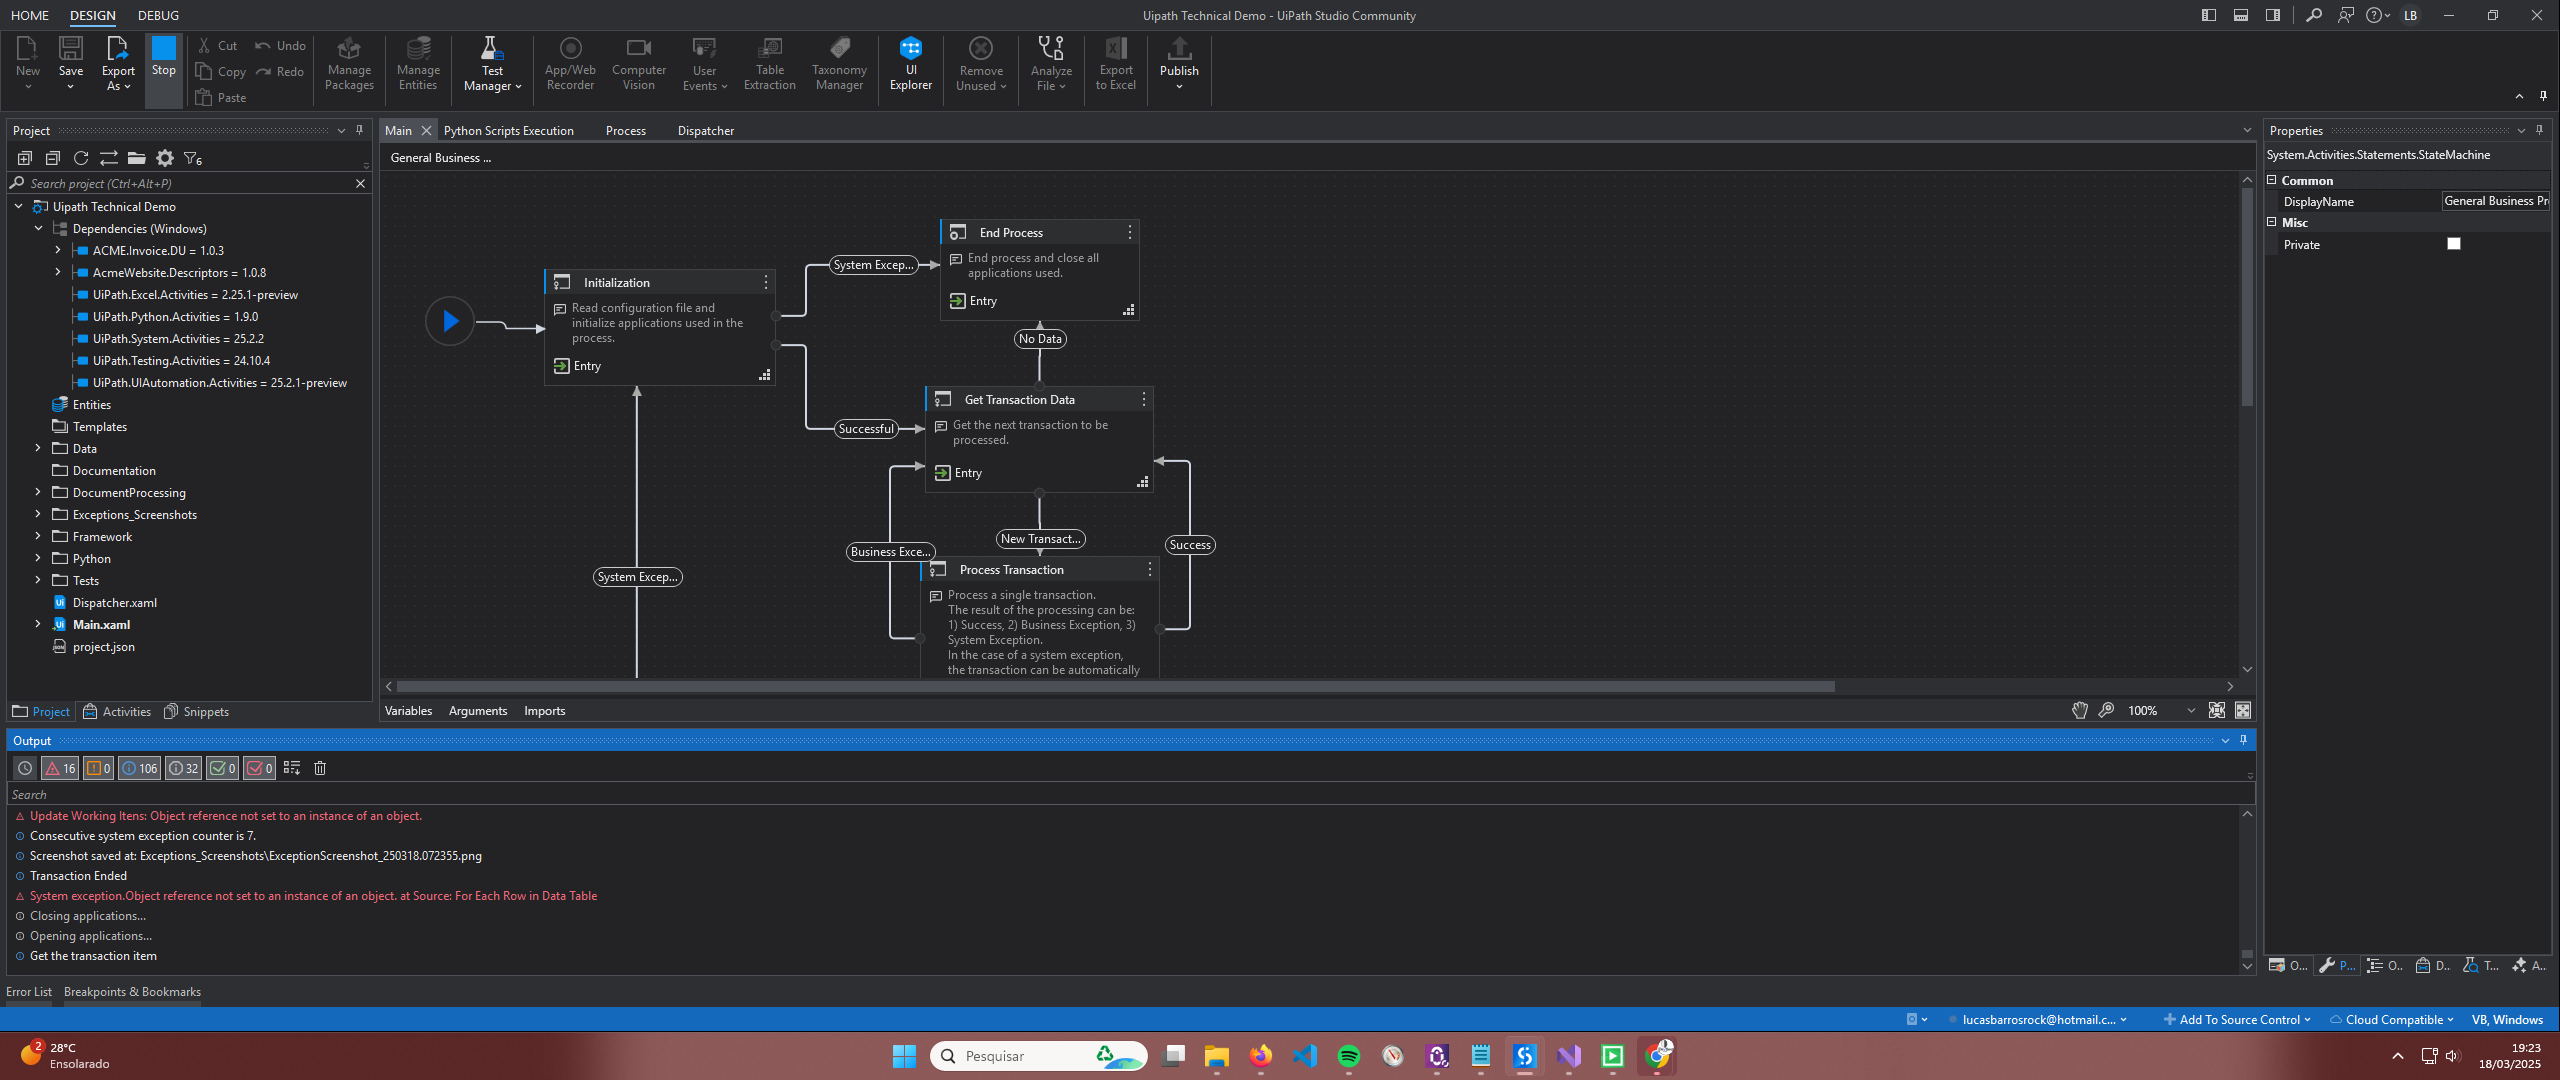 HOME DESIGN DEBUG Uipath Technical Demo - UiPath Studio Community LB
New Save Export As Stop Cut Copy Paste Undo Redo Manage Packages Manage Entities Test Manager App/Web Recorder Computer Vision User Events Table Extraction Taxonomy Manager UI Explorer Remove Unused Analyze File Export to Excel Publish
Project
6
Search project (Ctrl+Alt+P)
Uipath Technical Demo
Dependencies (Windows)
ACME.Invoice.DU = 1.0.3
AcmeWebsite.Descriptors = 1.0.8
UiPath.Excel.Activities = 2.25.1-preview
UiPath.Python.Activities = 1.9.0
UiPath.System.Activities = 25.2.2
UiPath.Testing.Activities = 24.10.4
UiPath.UIAutomation.Activities = 25.2.1-preview
Entities
Templates
Data
Documentation
DocumentProcessing
Exceptions_Screenshots
Framework
Python
Tests
Dispatcher.xaml
Main.xaml
project.json
Project Activities Snippets
Main Python Scripts Execution Process Dispatcher
General Business ...
Initialization
Read configuration file and
initialize applications used in the
process.
Entry
System Excep...
End Process
End process and close all
applications used.
Entry
No Data
Successful
Get Transaction Data
Get the next transaction to be
processed.
Entry
New Transact...
Business Exce...
Success
System Excep...
Process Transaction
Process a single transaction.
The result of the processing can be:
1) Success, 2) Business Exception, 3)
System Exception.
In the case of a system exception,
the transaction can be automatically
Variables Arguments Imports 100%
Properties
System.Activities.Statements.StateMachine
Common
DisplayName General Business Pr
Misc
Private
O... P... O.. D.. T... A..
Output
16 0 106 32 0 0
Search
Update Working Itens: Object reference not set to an instance of an object.
Consecutive system exception counter is 7.
Screenshot saved at: Exceptions_Screenshots\ExceptionScreenshot_250318.072355.png
Transaction Ended
System exception.Object reference not set to an instance of an object. at Source: For Each Row in Data Table
Closing applications...
Opening applications...
Get the transaction item
Error List Breakpoints & Bookmarks
lucasbarrosrock@hotmail.c... Add To Source Control Cloud Compatible VB, Windows
2 28°C
Ensolarado
Pesquisar
19:23
18/03/2025